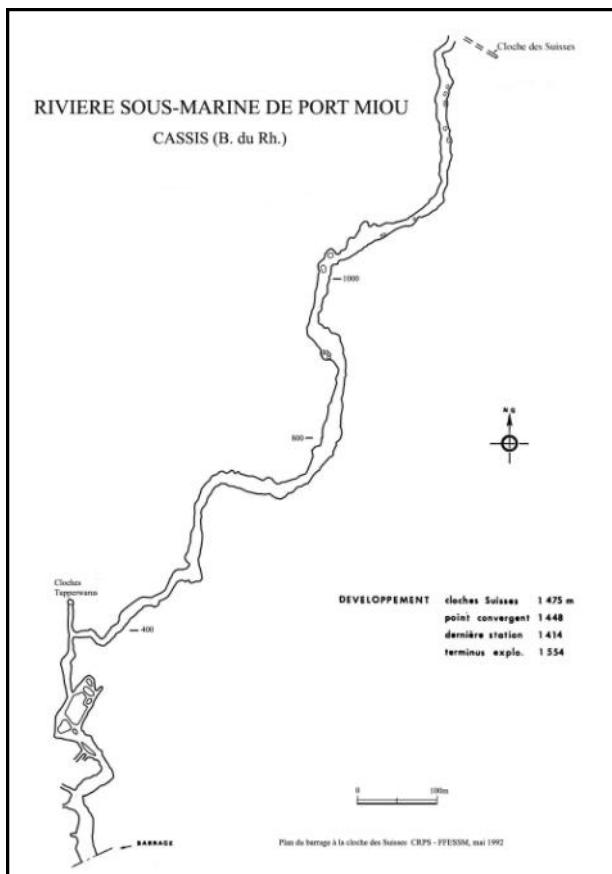 Cloche des Suisses
RIVIERE SOUS-MARINE DE PORT MIOU
CASSIS (B. du Rh.)
1000
N G
800
Cloches
Tupperwarus
DEVELOPPEMENT cloches Suisses 1 475 m
point convergent 1 448
dernière station 1 414
terminus explo. 1 554
400
0 100m
BARRAGE
Plan du barrage à la cloche des Suisses CRPS - FFESSM, mai 1992